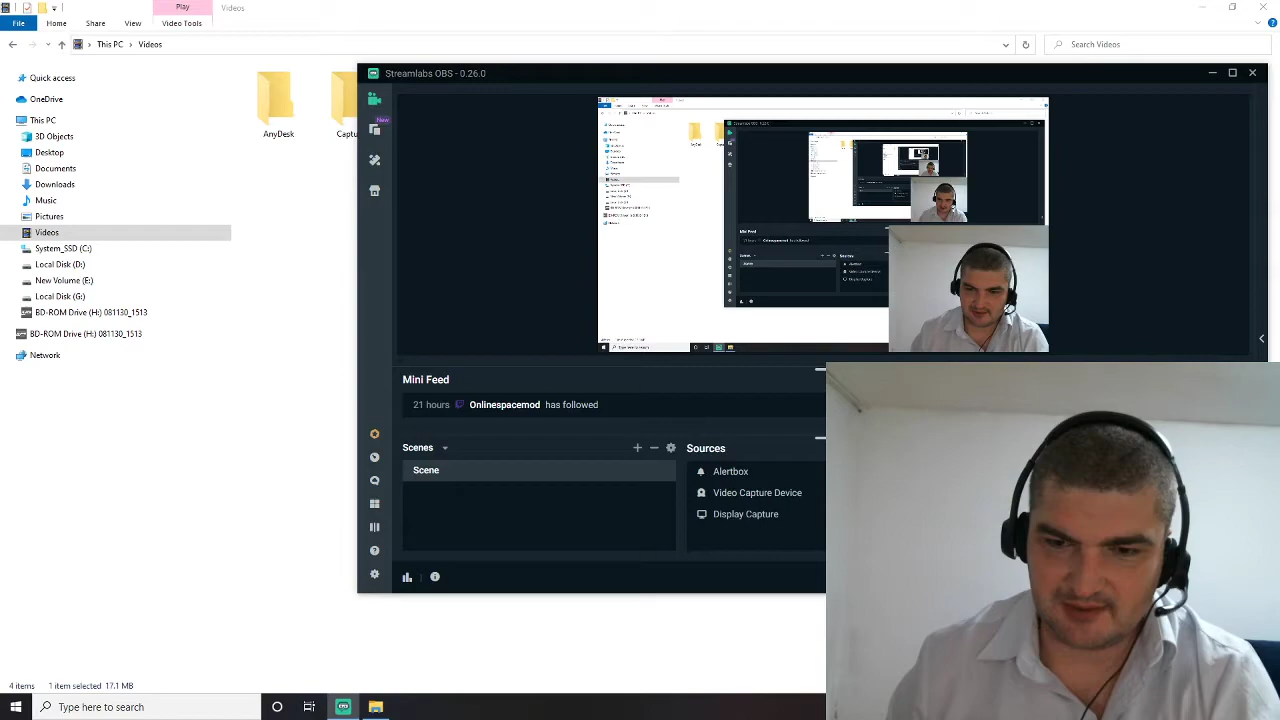 Play
Videos
File
Home
Share
View
Video Tools
This PC
Videos
Search Videos
Quick access
OneDrive
This PC
3D Objects
Desktop
Documents
Downloads
Music
Pictures
Videos
System_SSD (C:)
Local Disk (D:)
New Volume (E:)
Local Disk (G:)
BD-ROM Drive (H:) 081130_1513
BD-ROM Drive (H:) 081130_1513
Network
AnyDesk
Captu
Streamlabs OBS - 0.26.0
New
Mini Feed
21 hours Onlinespacemod has followed
Scenes
Scene
Sources
Alertbox
Video Capture Device
Display Capture
4 items
1 item selected 17.1 MB
Type here to search